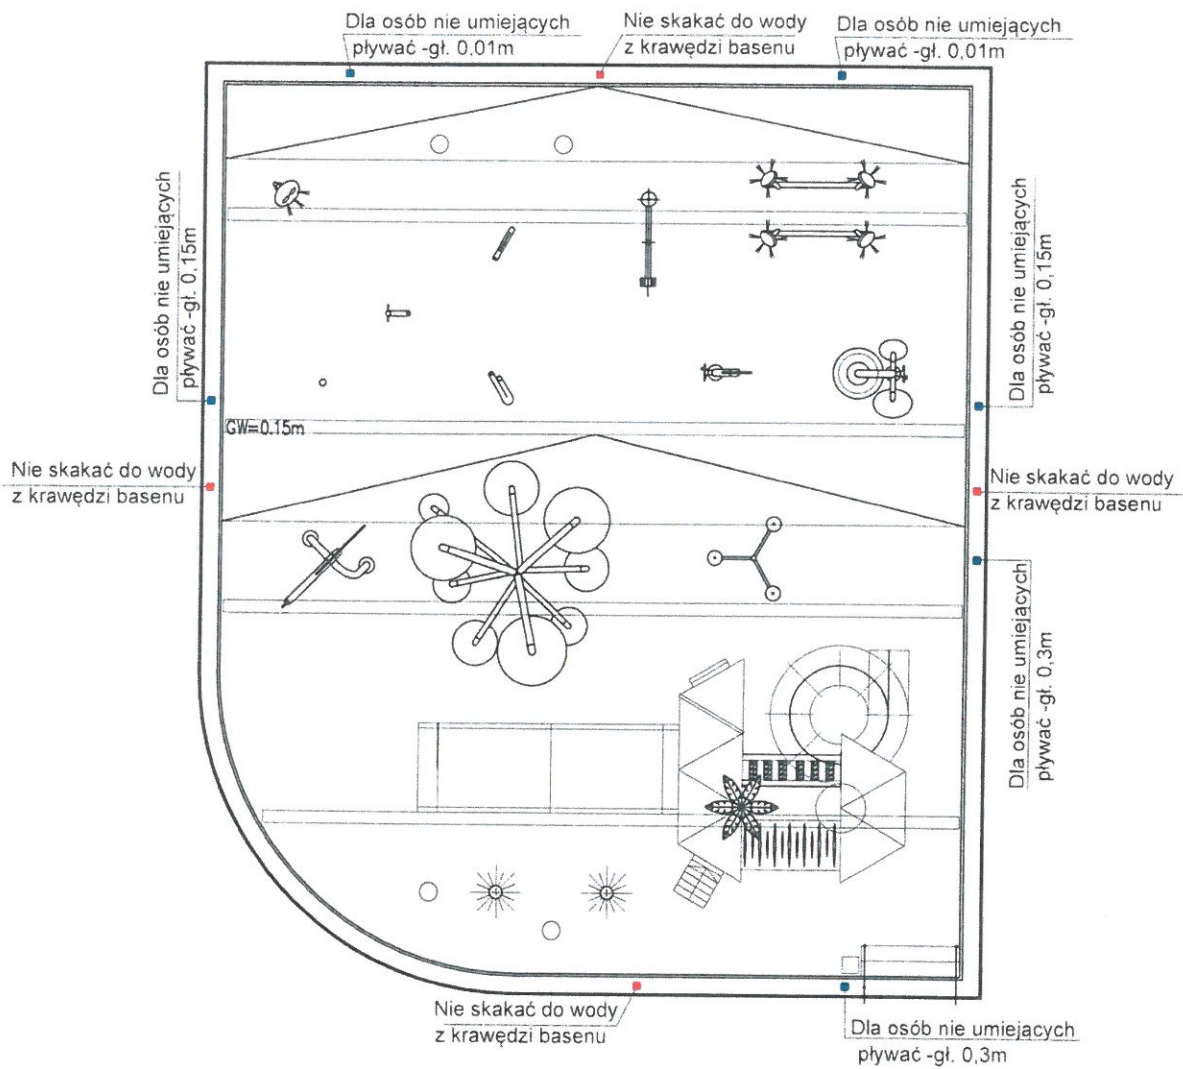 Dla osób nie umiejących
pływać -gł. 0,01m
Nie skakać do wody
z krawędzi basenu
Dla osób nie umiejących
pływać -gł. 0,01m
Dla osób nie umiejących
pływać -gł. 0,15m
Dla osób nie umiejących
pływać -gł. 0,15m
GW=0.15m
Nie skakać do wody
z krawędzi basenu
Nie skakać do wody
z krawędzi basenu
Dla osób nie umiejących
pływać -gł. 0,3m
Nie skakać do wody
z krawędzi basenu
Dla osób nie umiejących
pływać -gł. 0,3m